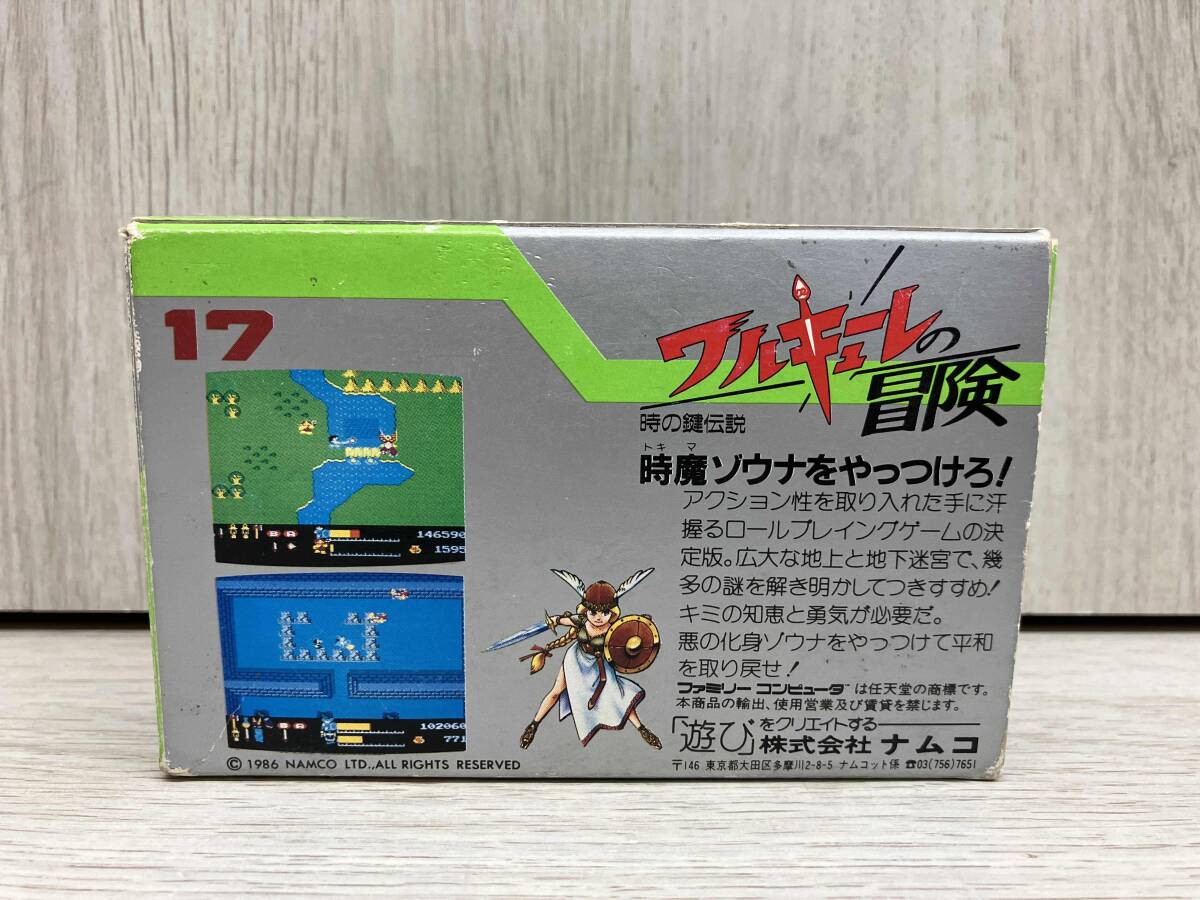 17
ワルキューレの
冒険
時の鍵伝説
トキ マ
時魔ゾウナをやっつけろ!
アクション性を取り入れた手に汗
握るロールプレイングゲームの決
定版。広大な地上と地下迷宮で、幾
多の謎を解き明かしてつきすすめ!
キミの知恵と勇気が必要だ。
悪の化身ゾウナをやっつけて平和
を取り戻せ!
ファミリーコンピュータ™は任天堂の商標です。
本商品の輸出、使用営業及び賃貸を禁じます。
「遊び」をクリエイトする
株式会社 ナムコ
〒146 東京都大田区多摩川2-8-5 ナムコット係 ☎03(756)7651
B A
146590
1595
102060
771
© 1986 NAMCO LTD.,ALL RIGHTS RESERVED